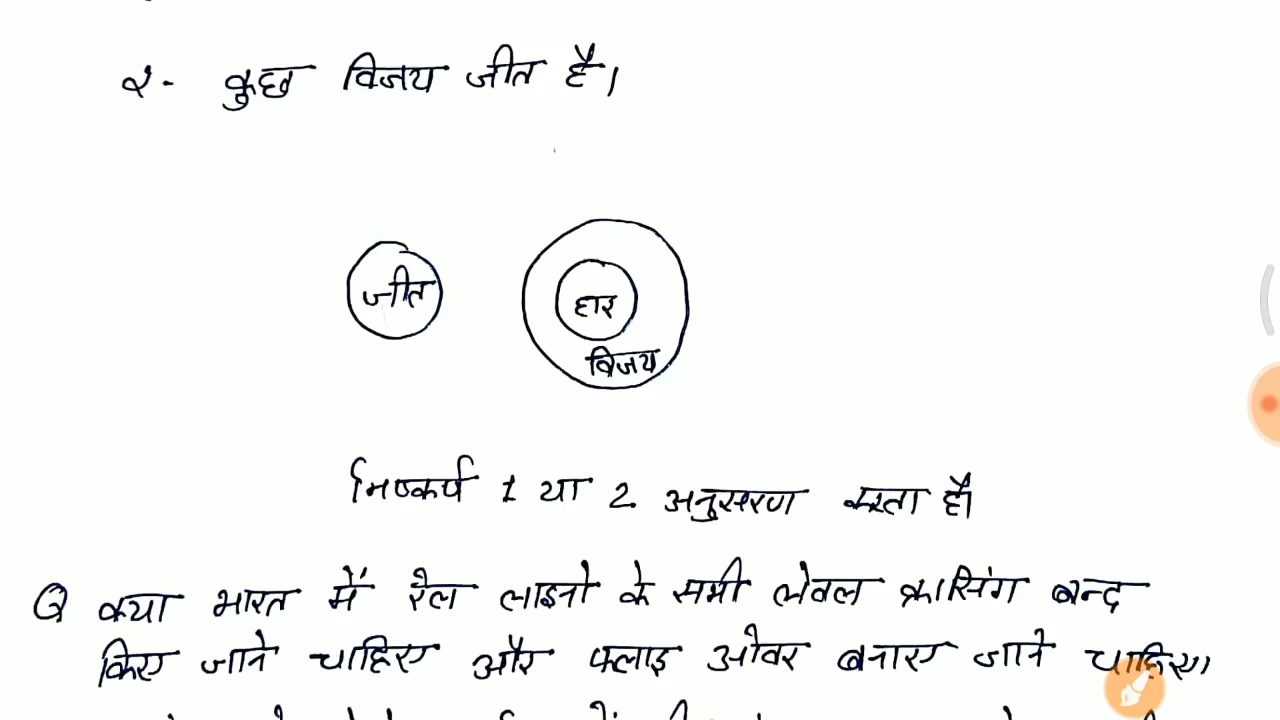 २- कुछ विजय जीत है।
जीत
हार
विजय
निष्कर्ष 1 या 2 अनुसरण करता है।
Q क्या भारत में रेल लाइनो के सभी लेवल क्रासिंग बन्द
किए जाने चाहिए और फ्लाइ ओवर बनाए जाने चाहिए।